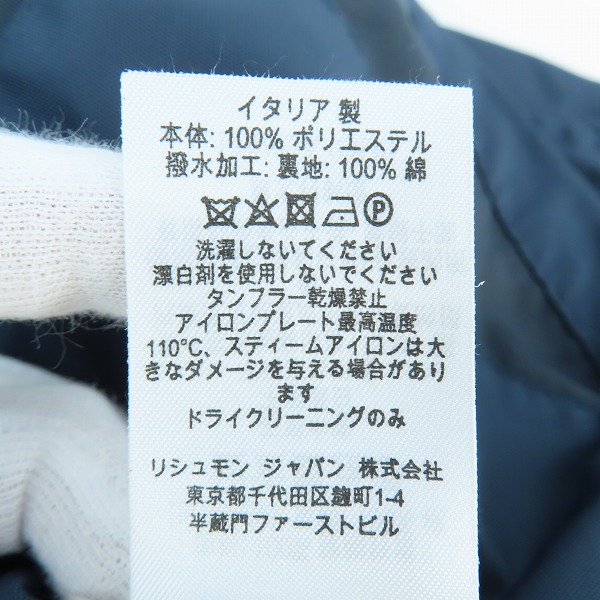 イタリア 製
本体: 100% ポリエステル
撥水加工: 裏地: 100% 綿
P
洗濯しないてください
漂白剤を使用しないでください
タンフラー乾燥禁止
アイロンプレート最高温度
110°C、スティームアイロンは大
きなダメージを与える場合があり
ます
ドライクリーニングのみ
リシュモン ジャパン 株式会社
東京都千代田区麹町1-4
半蔵門ファーストビル